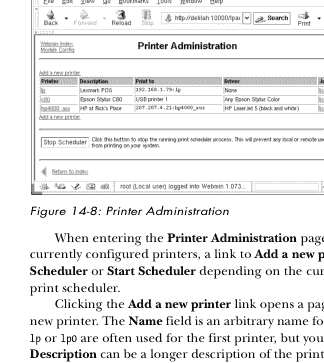 File Edit View Go Bookmarks Tools Window Help
Back Forward Reload Stop http://delilah:10000/lpad Search Print
Webmin Index
Module Config
Printer Administration
Add a new printer
Printer Description Print to Driver
lp Lexmark POS 192.168.1.79:lp None
c80 Epson Stylus C80 USB printer 1 Any Epson Stylus Color
hp4000_aus HP at Rick's Place 207.207.4.21:hp4000_aus HP LaserJet 5 (black and white)
Add a new printer
Stop Scheduler Click this button to stop the running print scheduler process. This will prevent any local or remote use
from printing on your system.
Return to index
root (Local user) logged into Webmin 1.073...
Figure 14-8: Printer Administration
When entering the Printer Administration page
currently configured printers, a link to Add a new p
Scheduler or Start Scheduler depending on the cur
print scheduler.
Clicking the Add a new printer link opens a pag
new printer. The Name field is an arbitrary name fo
lp or lp0 are often used for the first printer, but you
Description can be a longer description of the print